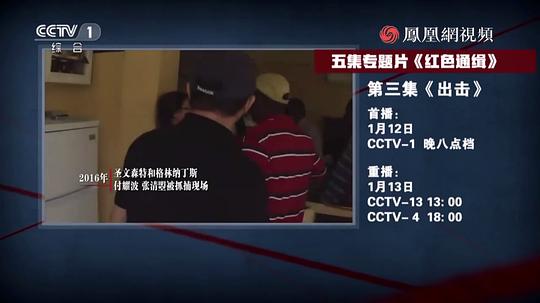 CCTV 1
综合
鳳凰網視頻
五集专题片《红色通缉》
第三集《出击》
首播：
1月12日
CCTV-1 晚八点档
重播：
1月13日
CCTV-13 13: 00
CCTV- 4 18: 00
2016年
圣文森特和格林纳丁斯
付耀波 张清曌被抓捕现场